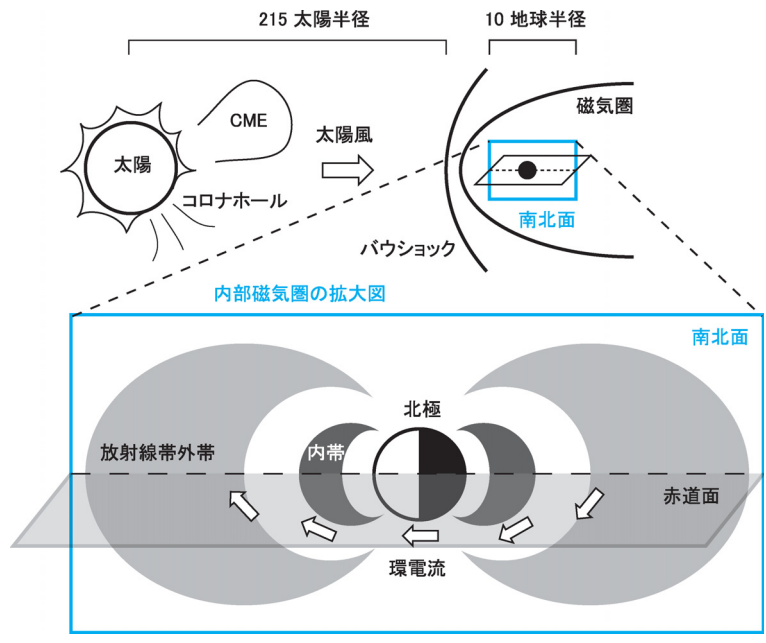 215 太陽半径
10 地球半径
CME
磁気圏
太陽風
太陽
コロナホール
南北面
バウショック
内部磁気圏の拡大図
南北面
北極
放射線帯外帯
内帯
赤道面
環電流